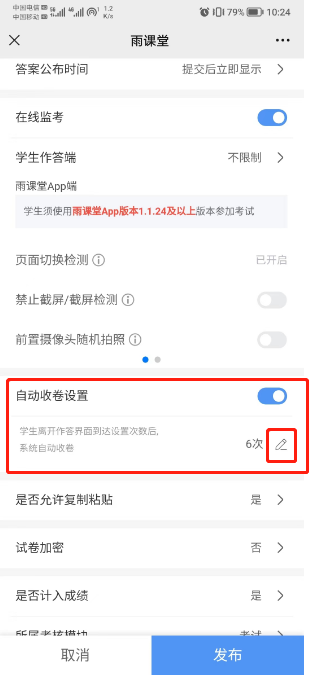 中国电信 HD 56 46 1.2 79% 10:24
中国移动 HD K/s
雨课堂
答案公布时间 提交后立即显示
在线监考
学生作答端 不限制
雨课堂App端
学生须使用雨课堂App版本1.1.24及以上版本参加考试
页面切换检测 已开启
禁止截屏/截屏检测
前置摄像头随机拍照
自动收卷设置
学生离开作答界面到达设置次数后,
系统自动收卷
6次
是否允许复制粘贴 是
试卷加密 否
是否计入成绩 是
所属考核模块 考试
取消 发布